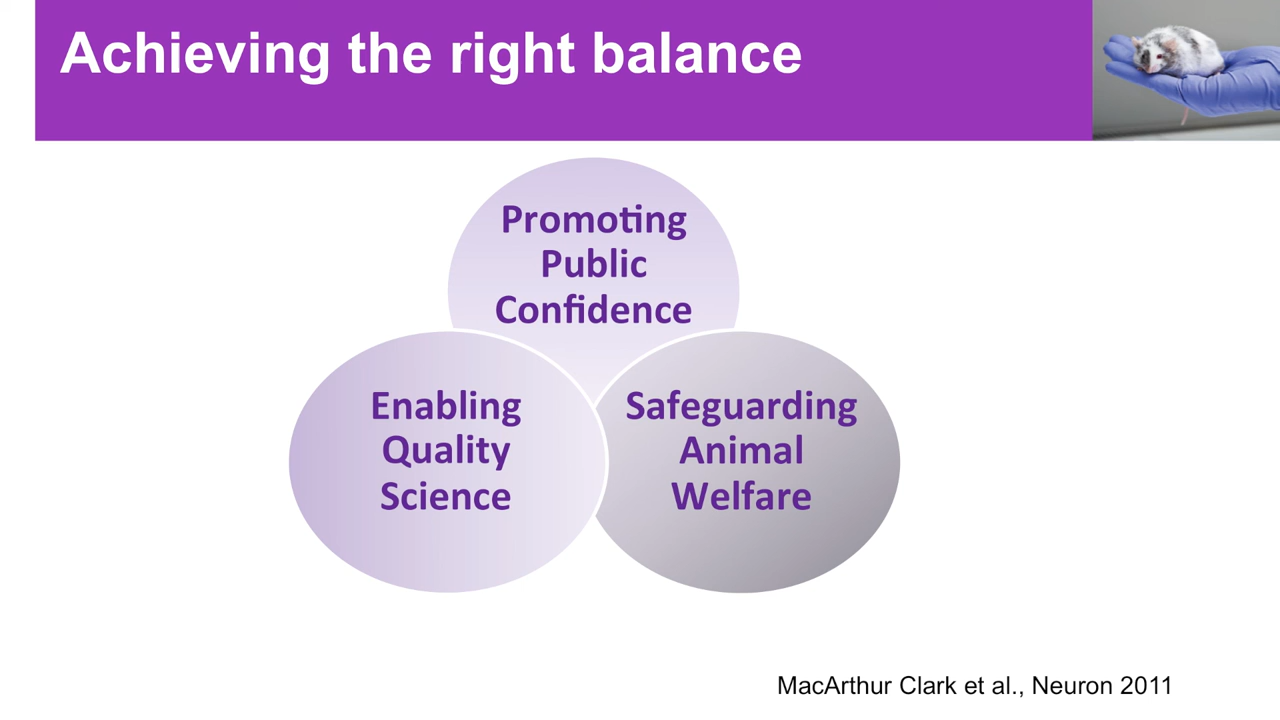 Achieving the right balance
Promoting
Public
Confidence
Enabling
Quality
Science
Safeguarding
Animal
Welfare
MacArthur Clark et al., Neuron 2011